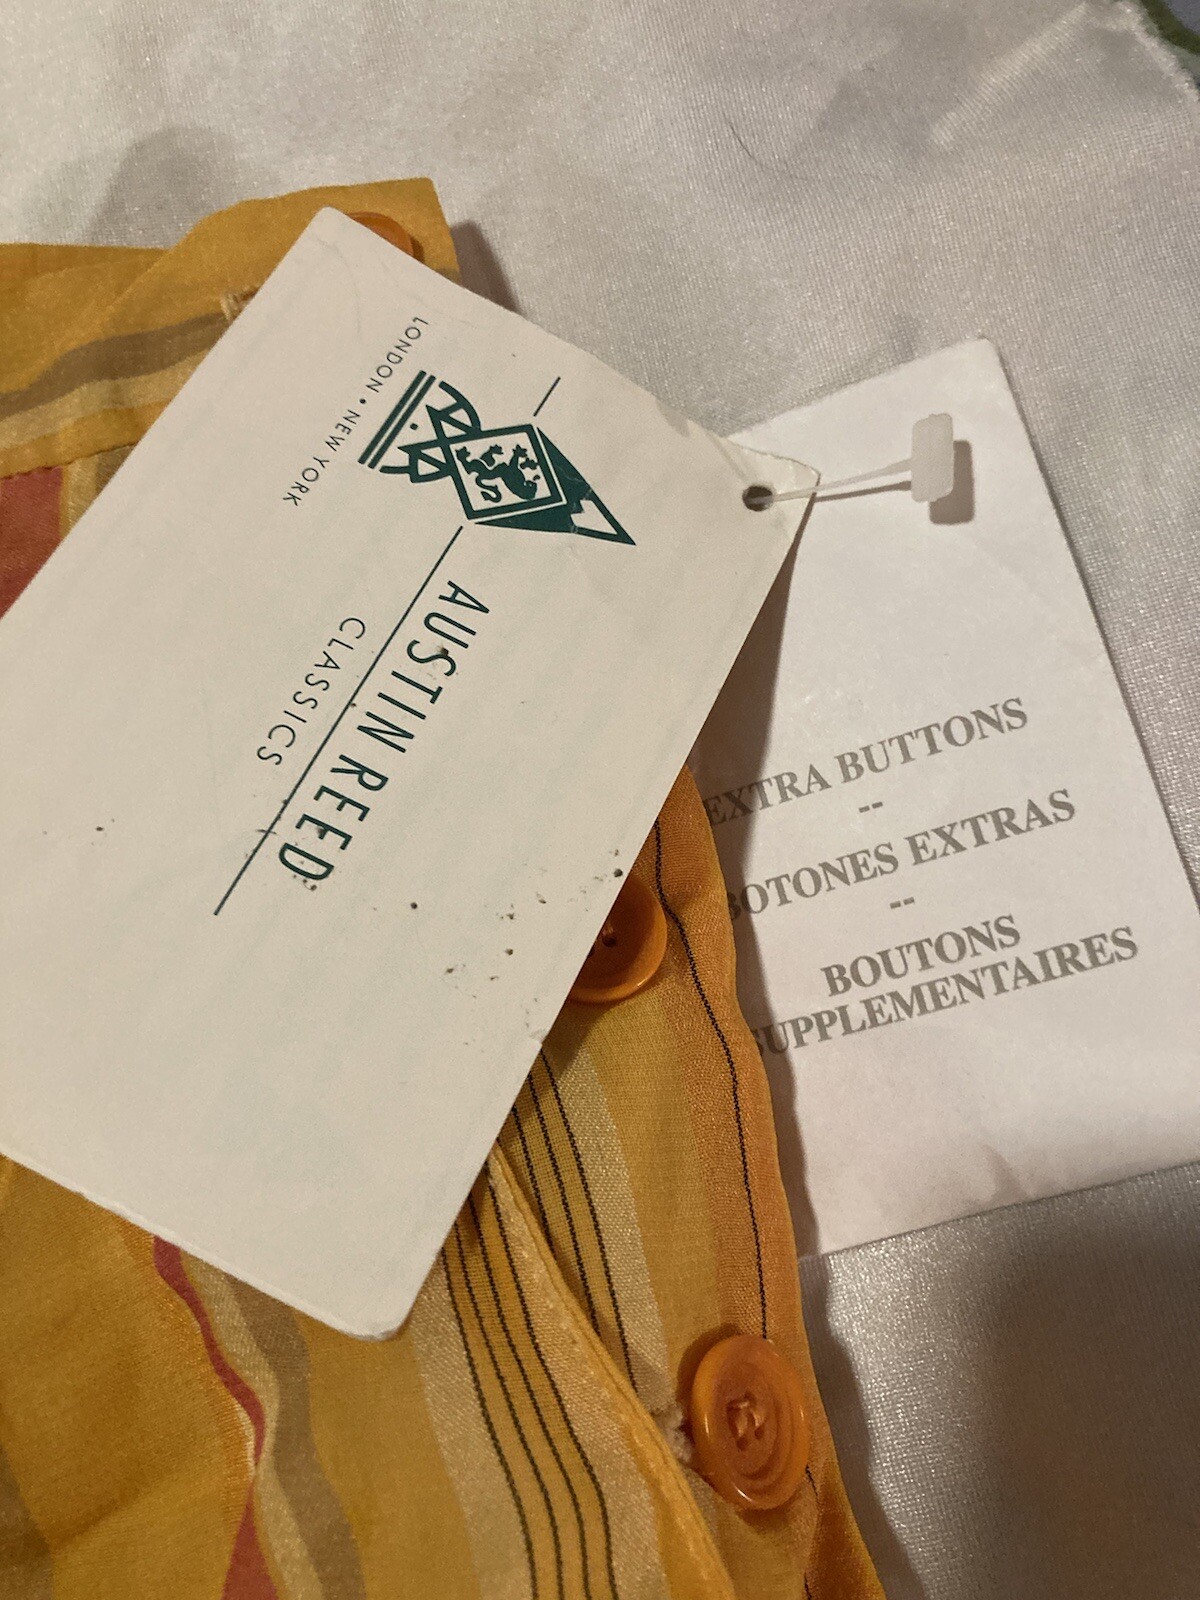 LONDON • NEW YORK
AUSTIN REED
CLASSICS
EXTRA BUTTONS
--
BOTONES EXTRAS
--
BOUTONS
SUPPLEMENTAIRES